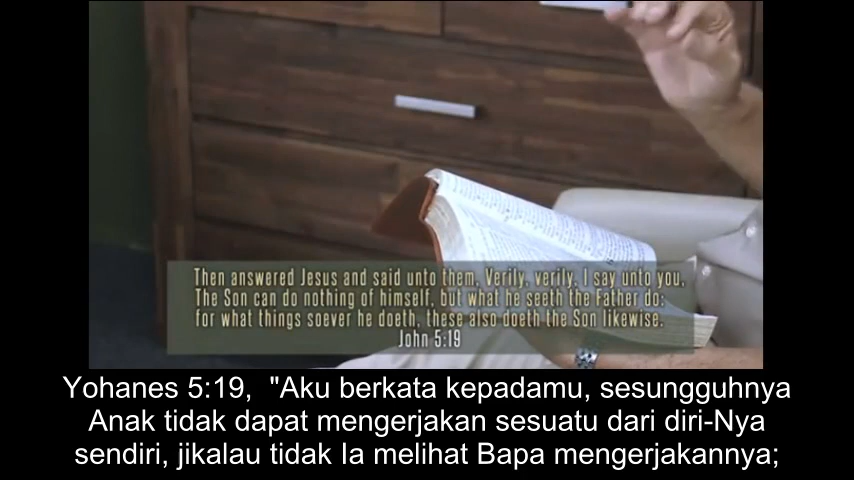 Then answered Jesus and said unto them, Verily, verily, I say unto you,
The Son can do nothing of himself, but what he seeth the Father do:
for what things soever he doeth, these also doeth the Son likewise.
John 5:19
Yohanes 5:19, "Aku berkata kepadamu, sesungguhnya
Anak tidak dapat mengerjakan sesuatu dari diri-Nya
sendiri, jikalau tidak Ia melihat Bapa mengerjakannya;